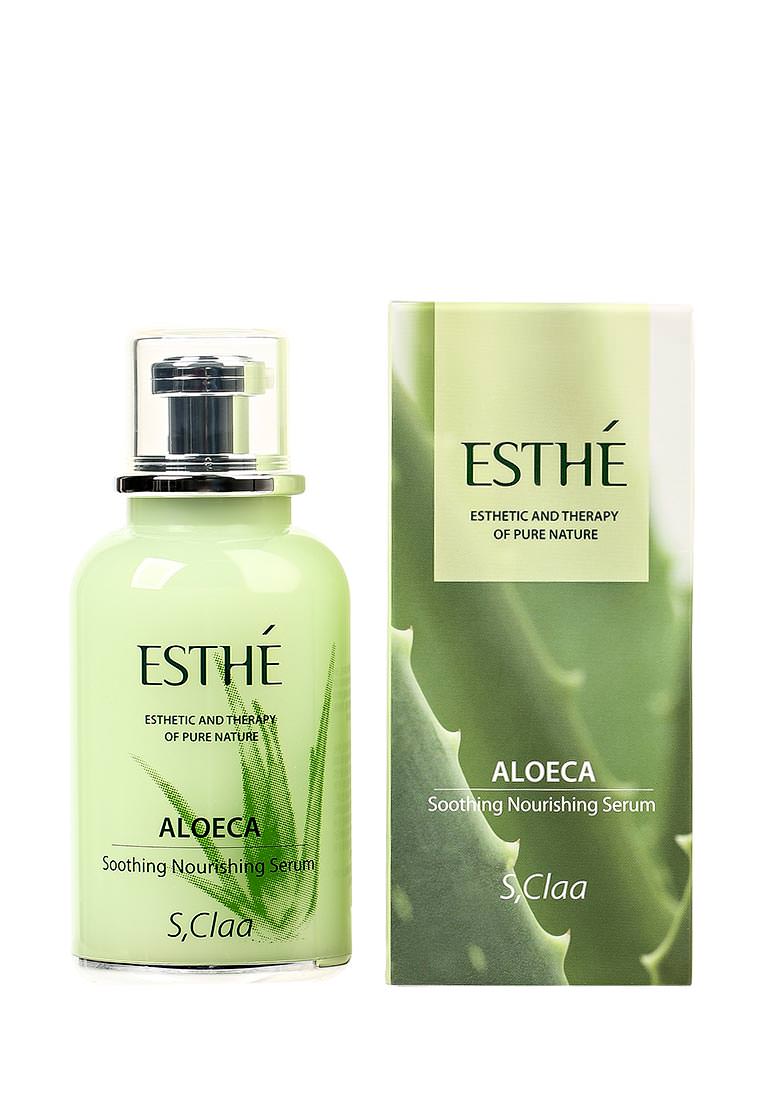 ESTHÉ
ESTHETIC AND THERAPY
OF PURE NATURE
ALOECA
Soothing Nourishing Serum
S,Claa
ESTHÉ
ESTHETIC AND THERAPY
OF PURE NATURE
ALOECA
Soothing Nourishing Serum
S,Claa